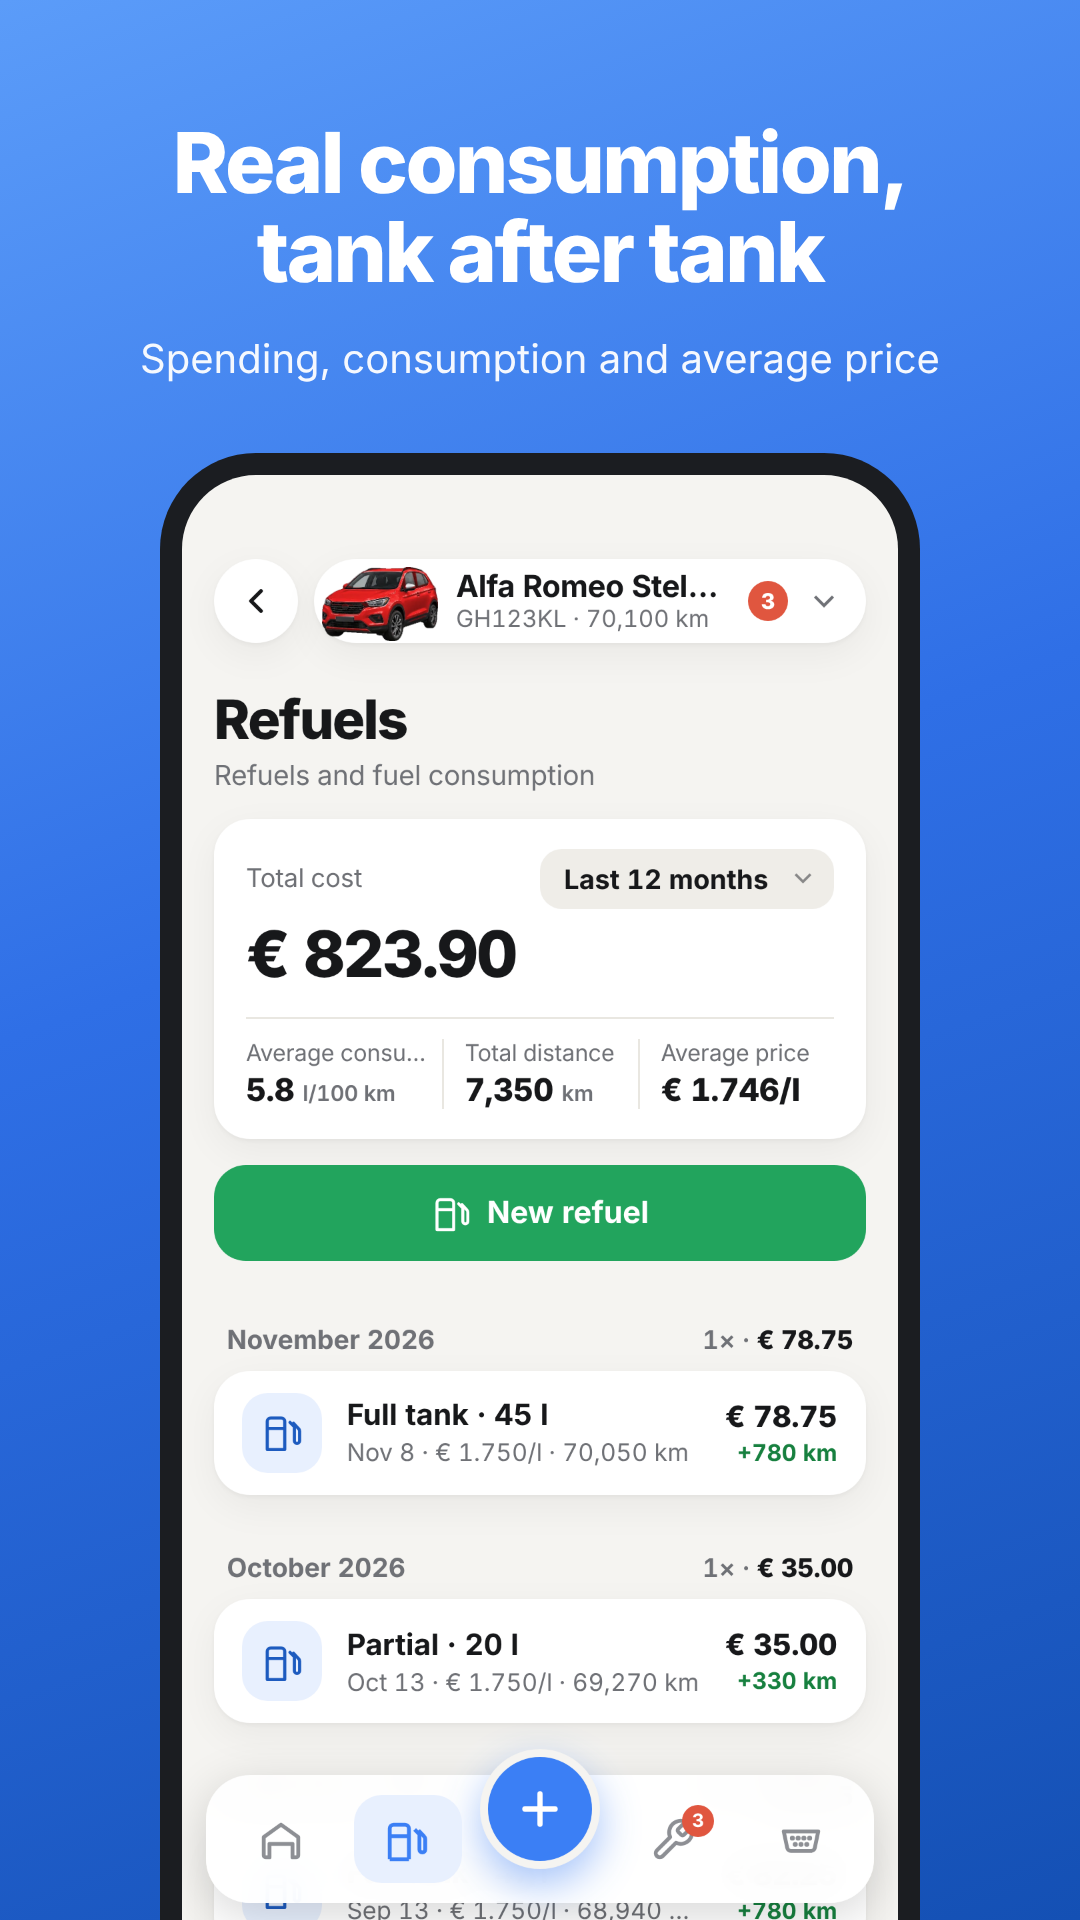 Real consumption,
tank after tank
Spending, consumption and average price
Alfa Romeo Stel...
GH123KL · 70,100 km
3
Refuels
Refuels and fuel consumption
Total cost
Last 12 months
€ 823.90
Average consu...
Total distance
Average price
5.8 l/100 km
7,350 km
€ 1.746/l
New refuel
November 2026
1× · € 78.75
Full tank · 45 l
€ 78.75
Nov 8 · € 1.750/l · 70,050 km
+780 km
October 2026
1× · € 35.00
Partial · 20 l
€ 35.00
Oct 13 · € 1.750/l · 69,270 km
+330 km
3
Sep 13 · € 1.750/l · 68,940 ...
+780 km